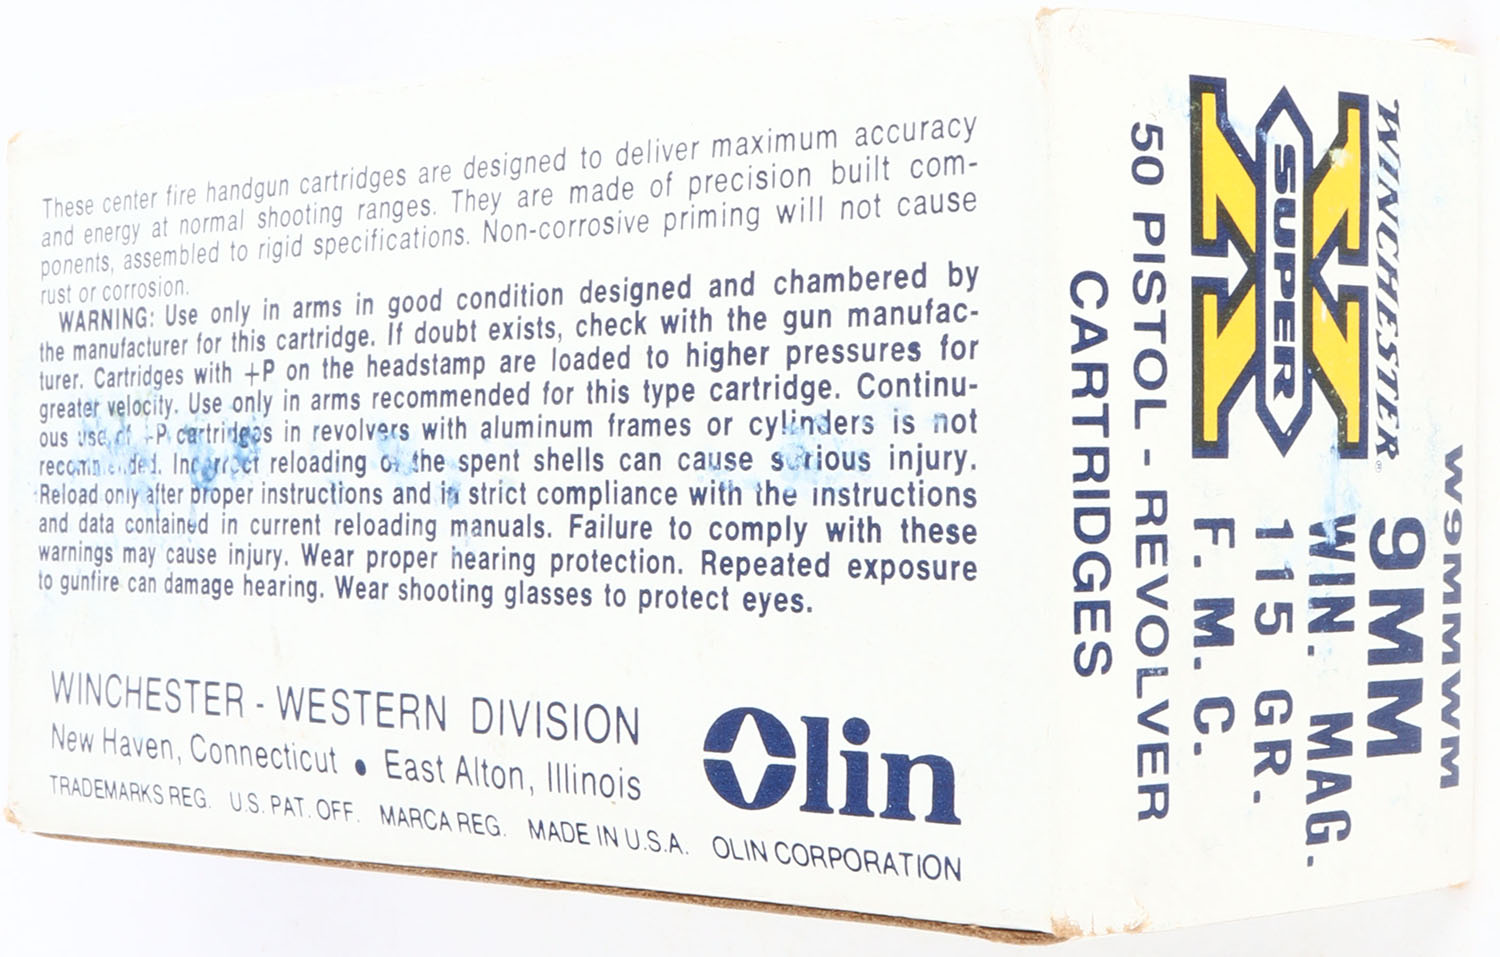 These center fire handgun cartridges are designed to deliver maximum accuracy
and energy at normal shooting ranges. They are made of precision built com-
ponents, assembled to rigid specifications. Non-corrosive priming will not cause
rust or corrosion.
WARNING: Use only in arms in good condition designed and chambered by
the manufacturer for this cartridge. If doubt exists, check with the gun manufac-
turer. Cartridges with +P on the headstamp are loaded to higher pressures for
greater velocity. Use only in arms recommended for this type cartridge. Continu-
ous use of +P cartridges in revolvers with aluminum frames or cylinders is not
recommended. Incorrect reloading of the spent shells can cause serious injury.
Reload only after proper instructions and in strict compliance with the instructions
and data contained in current reloading manuals. Failure to comply with these
warnings may cause injury. Wear proper hearing protection. Repeated exposure
to gunfire can damage hearing. Wear shooting glasses to protect eyes.
WINCHESTER - WESTERN DIVISION
New Haven, Connecticut ● East Alton, Illinois
Olin
TRADEMARKS REG. U.S. PAT. OFF. MARCA REG. MADE IN U.S.A. OLIN CORPORATION
W9MMWM
WINCHESTER®
SUPER X
9MM
WIN. MAG.
115 GR.
F. M. C.
50 PISTOL - REVOLVER
CARTRIDGES